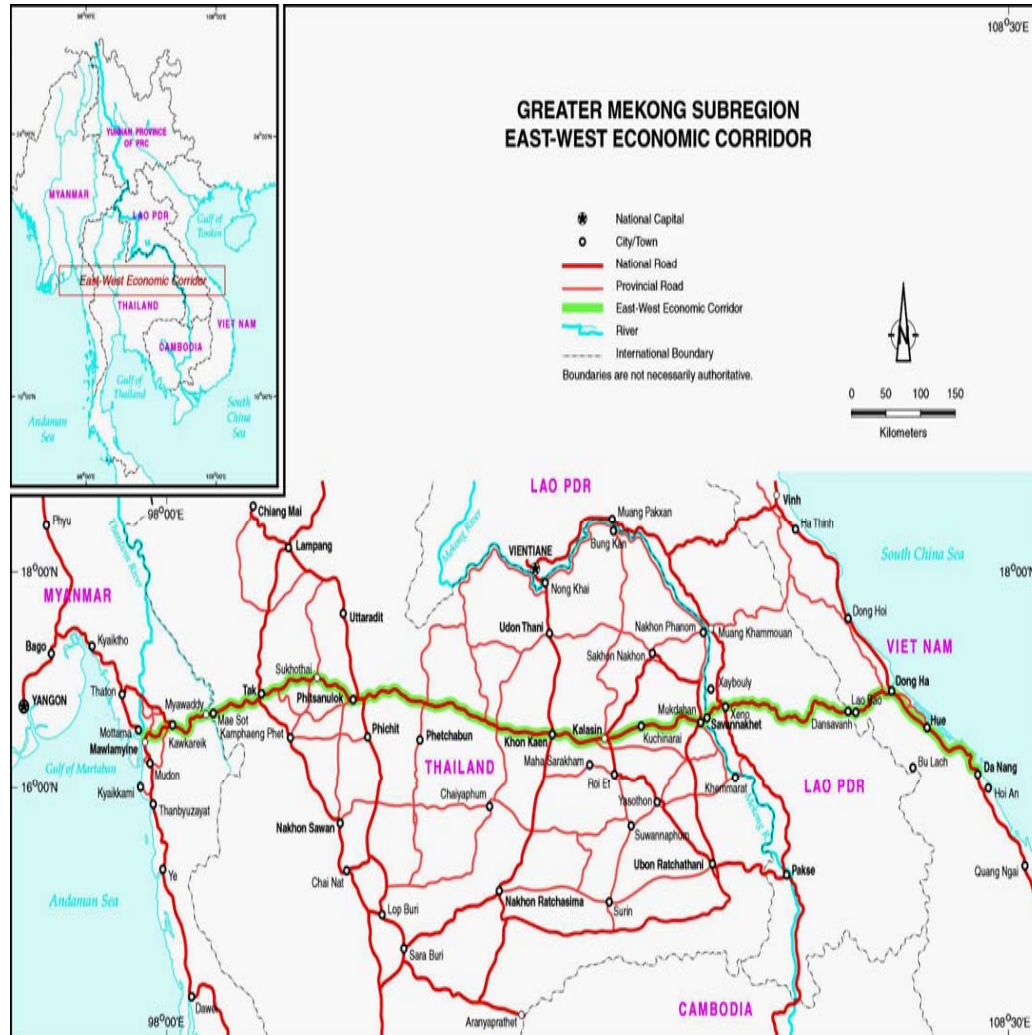 GREATER MEKONG SUBREGION
EAST-WEST ECONOMIC CORRIDOR
National Capital
City/Town
National Road
Provincial Road
East-West Economic Corridor
River
International Boundary
Boundaries are not necessarily authoritative.
N
0 50 100 150
Kilometers
108°30'
YUNNAN PROVINCE
OF PRC
MYANMAR
LAO PDR
Gulf of
Tonkin
East-West Economic Corridor
THAILAND
VIET NAM
CAMBODIA
Gulf of
Thailand
Andaman
Sea
South
China
Sea
98°00'E
LAO PDR
Phyu
Chiang Mai
Lampang
Mekong River
Muang Pakxan
Bung Kan
VIENTIANE
Nong Khai
Vinh
Ha Thinh
South China Sea
18°00'E
18°00'E
MYANMAR
Uttaradit
Udon Thani
Nakhon Phanom
Muang Khammouan
Dong Hoi
VIET NAM
Bago
Kyaiktho
Sakhon Nakhon
Sukhothai
Thaton
Tak
Phitsanulok
Xaybouly
Dong Ha
YANGON
Myawaddy
Mae Sot
Mukdahan
Xeno
Lao Bao
Mottama
Kawkareik
Kamphaeng Phet
Phichit
Phetchabun
Khon Kaen
Kalasin
Kuchinarai
Savannakhet
Dansavanh
Hue
Mawlamyine
Gulf of Martaban
Mudon
THAILAND
Maha Sarakham
Roi Et
Khemmarat
LAO PDR
Bu Lach
Da Nang
Hoi An
16°00'E
Kyaikkami
Thanbyuzayat
Chaiyaphum
Yasothon
Nakhon Sawan
Suwannaphum
Ye
Chai Nat
Ubon Ratchathani
Pakse
Quang Ngai
Andaman Sea
Lop Buri
Nakhon Ratchasima
Surin
Sara Buri
Dawei
Aranyaprathet
CAMBODIA
98°00'E
108°30'